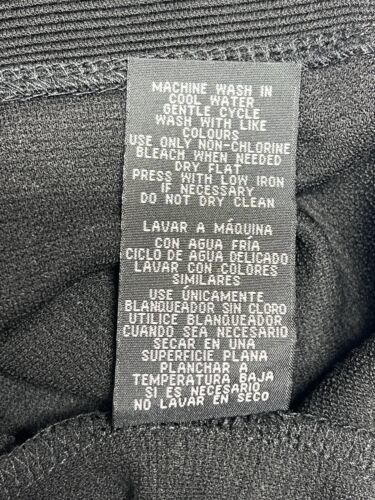 MACHINE WASH IN
COOL WATER
GENTLE CYCLE
WASH WITH LIKE
COLOURS
USE ONLY NON-CHLORINE
BLEACH WHEN NEEDED
DRY FLAT
PRESS WITH LOW IRON
IF NECESSARY
DO NOT DRY CLEAN
LAVAR A MÁQUINA
CON AGUA FRÍA
CICLO DE AGUA DELICADO
LAVAR CON COLORES
SIMILARES
USE ÚNICAMENTE
BLANQUEADOR SIN CLORO
UTILICE BLANQUEADOR
CUANDO SEA NECESARIO
SECAR EN UNA
SUPERFICIE PLANA
PLANCHAR A
TEMPERATURA BAJA
SI ES NECESARIO
NO LAVAR EN SECO